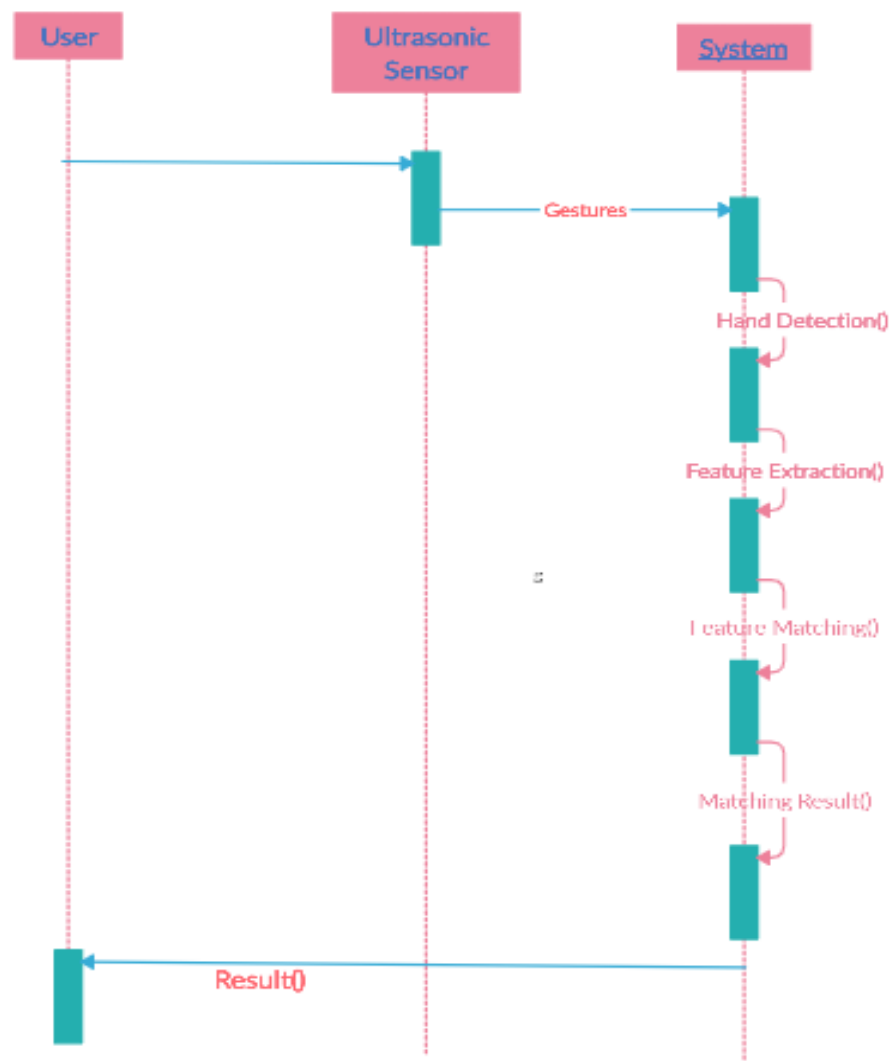 User
Ultrasonic
Sensor
System
Gestures
Hand Detection()
Feature Extraction()
Feature Matching()
Matching Result()
Result()